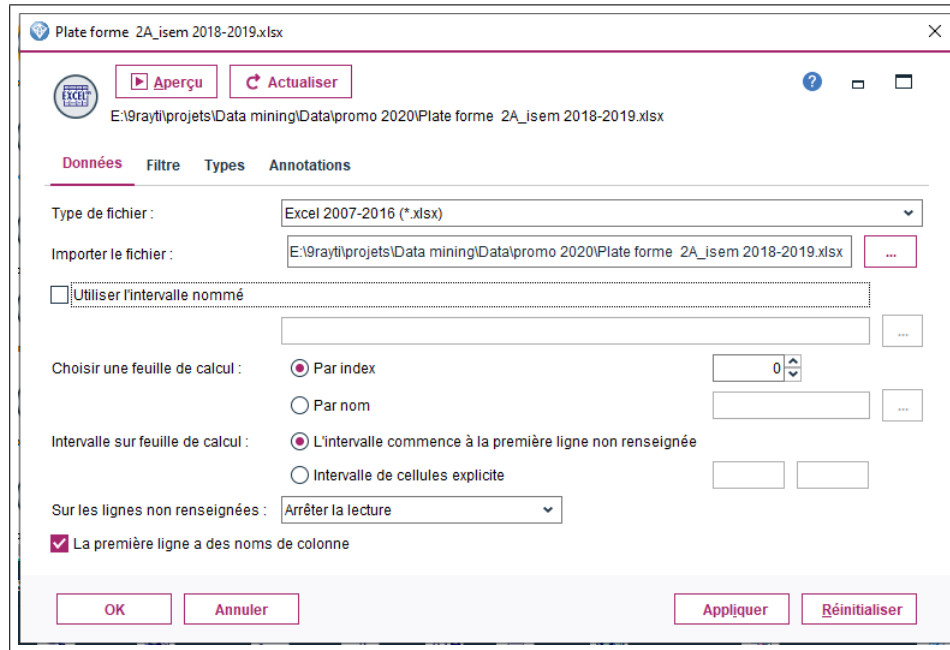 Plate forme 2A_isem 2018-2019.xlsx
EXCEL
Aperçu
Actualiser
?
E:\9rayti\projets\Data mining\Data\promo 2020\Plate forme 2A_isem 2018-2019.xlsx
Données Filtre Types Annotations
Type de fichier : Excel 2007-2016 (*.xlsx)
Importer le fichier : E:\9rayti\projets\Data mining\Data\promo 2020\Plate forme 2A_isem 2018-2019.xlsx ...
Utiliser l'intervalle nommé
...
Choisir une feuille de calcul : Par index 0
Par nom ...
Intervalle sur feuille de calcul : L'intervalle commence à la première ligne non renseignée
Intervalle de cellules explicite
Sur les lignes non renseignées : Arrêter la lecture
La première ligne a des noms de colonne
OK Annuler Appliquer Réinitialiser